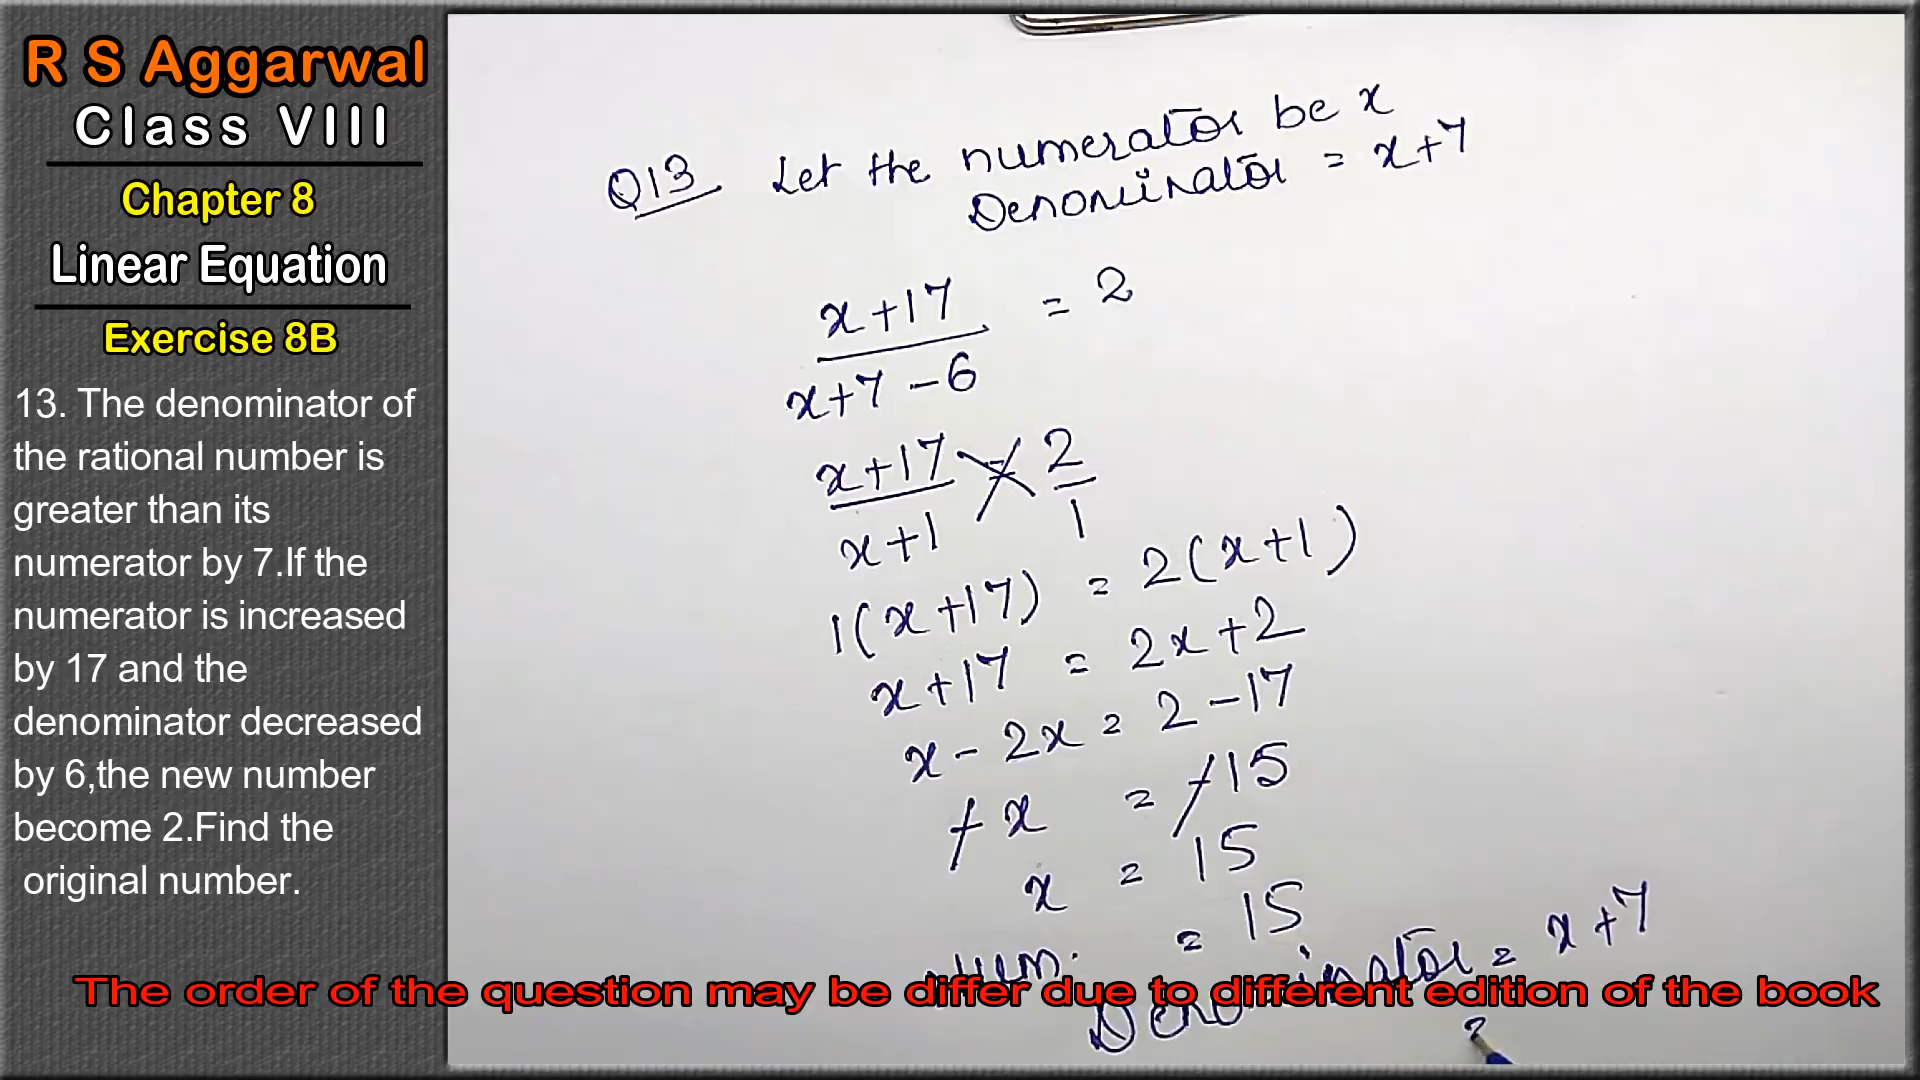 R S Aggarwal
Class VIII
Chapter 8
Linear Equation
Exercise 8B
13. The denominator of
the rational number is
greater than its
numerator by 7.If the
numerator is increased
by 17 and the
denominator decreased
by 6,the new number
become 2.Find the
original number.
Q13. Let the numerator be x
Denominator = x+7
x+17 = 2
x+7-6
x+17 = 2
x+1 1
1(x+17) = 2(x+1)
x+17 = 2x+2
x-2x = 2-17
-x = -15
x = 15
Num. = 15
Denominator = x+7
=
The order of the question may be differ due to different edition of the book